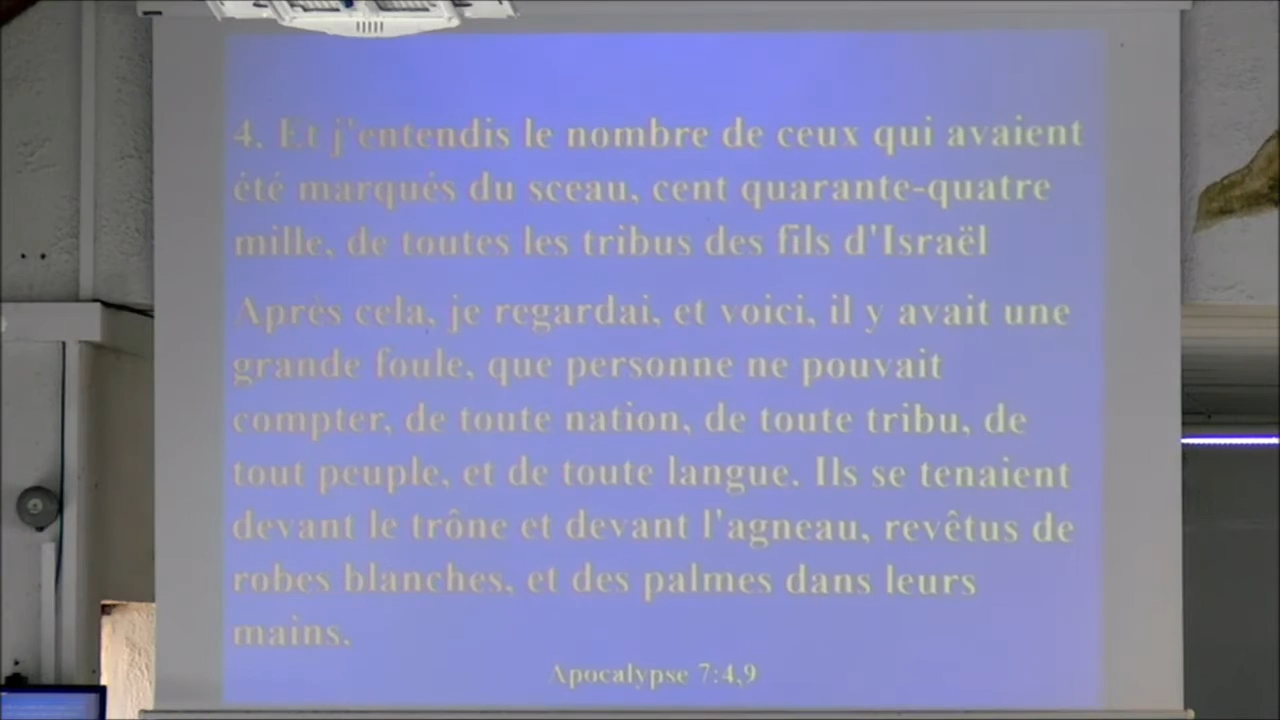 4. Et j'entendis le nombre de ceux qui avaient
été marqués du sceau, cent quarante-quatre
mille, de toutes les tribus des fils d'Israël
Après cela, je regardai, et voici, il y avait une
grande foule, que personne ne pouvait
compter, de toute nation, de toute tribu, de
tout peuple, et de toute langue. Ils se tenaient
devant le trône et devant l'agneau, revêtus de
robes blanches, et des palmes dans leurs
mains.
Apocalypse 7:4,9